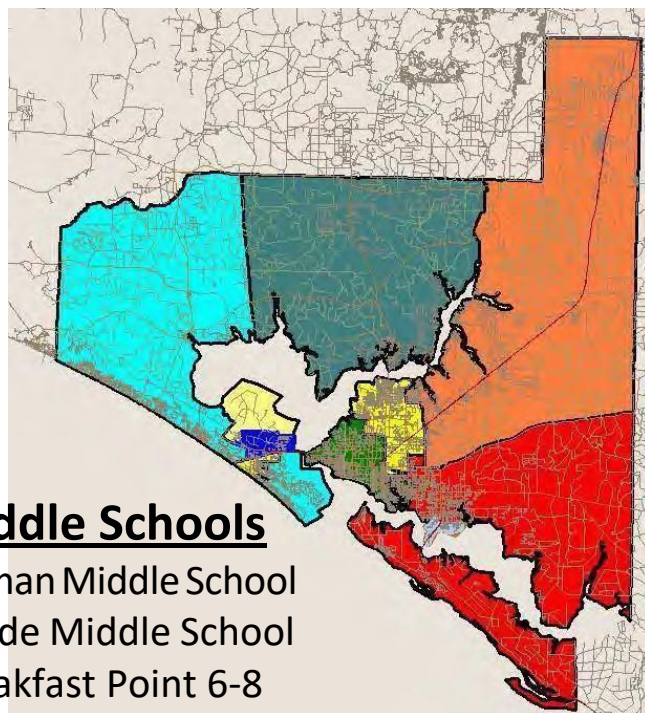 ddle Schools
man Middle School
de Middle School
akfast Point 6-8